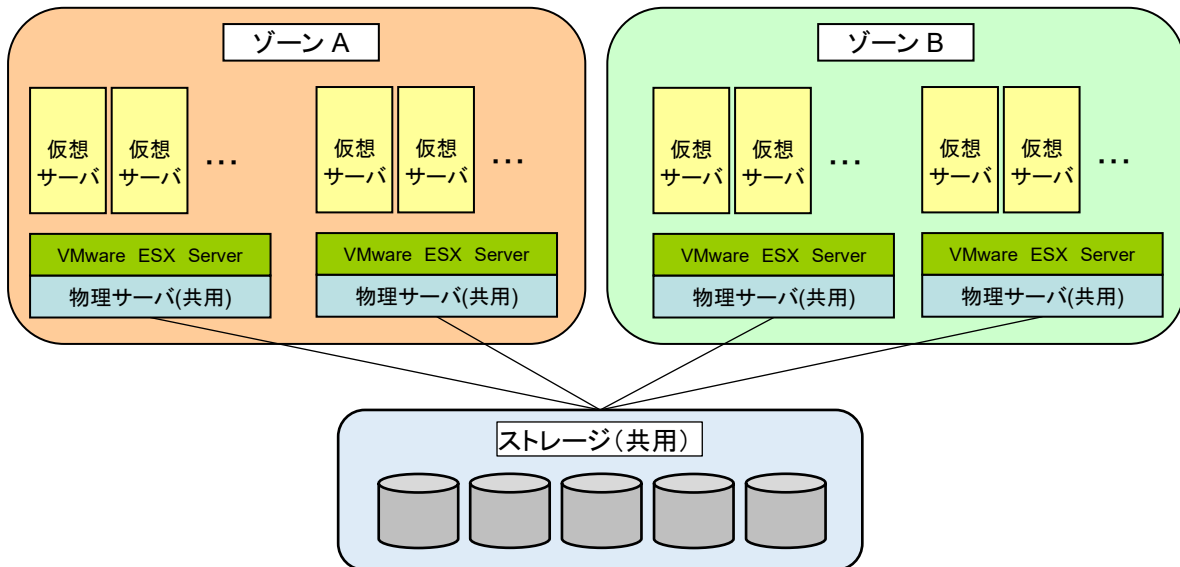 ゾーン A
仮想
サーバ
仮想
サーバ
…
仮想
サーバ
仮想
サーバ
…
VMware ESX Server
物理サーバ(共用)
VMware ESX Server
物理サーバ(共用)
ゾーン B
仮想
サーバ
仮想
サーバ
…
仮想
サーバ
仮想
サーバ
…
VMware ESX Server
物理サーバ(共用)
VMware ESX Server
物理サーバ(共用)
ストレージ(共用)